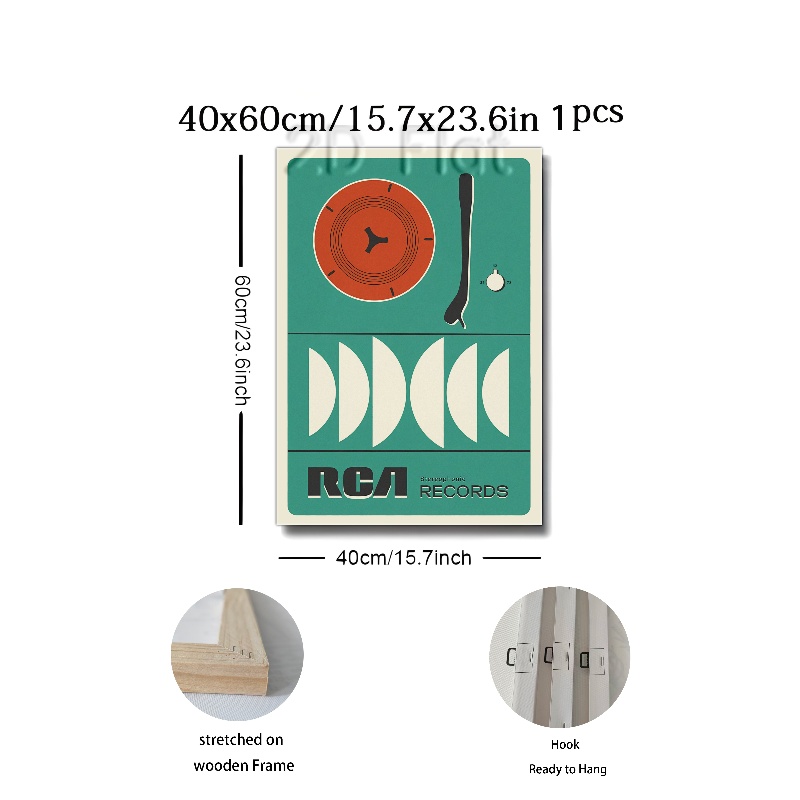 40x60cm/15.7x23.6in 1pcs
2D Flat
60cm/23.6inch
RCA
Stereophonic
RECORDS
40cm/15.7inch
stretched on
wooden Frame
Hook
Ready to Hang